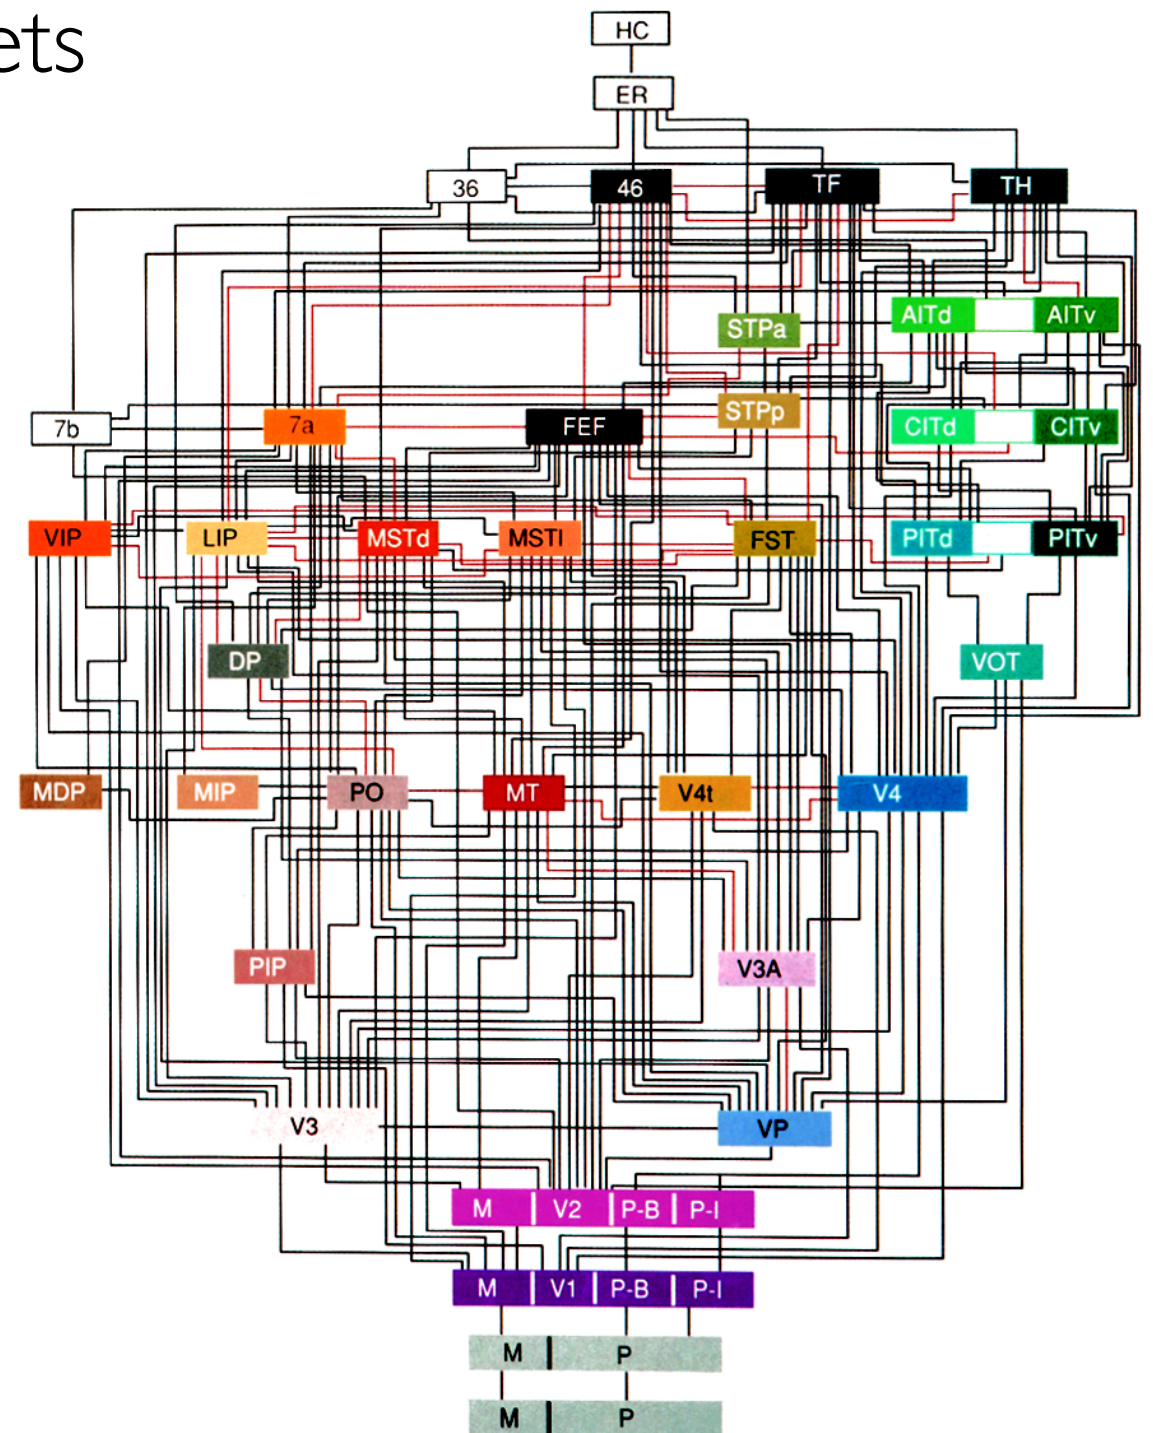 ets
HC
ER
36 46 TF TH
STPa AITd AITv
7b 7a FEF STPp CITd CITv
VIP LIP MSTd MSTl FST PITd PITv
DP VOT
MDP MIP PO MT V4t V4
PIP V3A
V3 VP
M V2 P-B P-I
M V1 P-B P-I
M P
M P